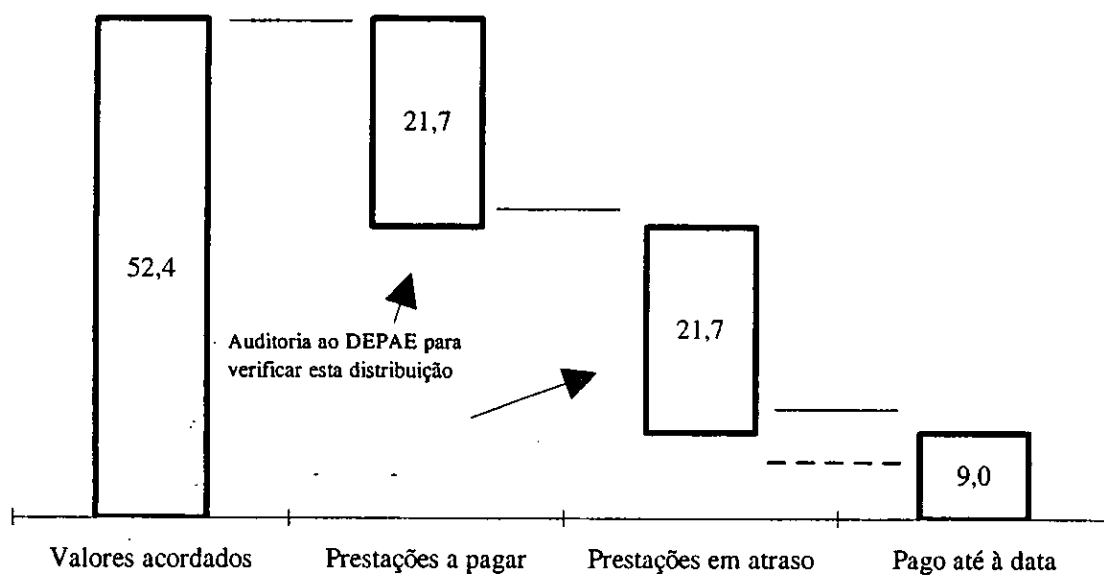 21,7
52,4
Auditoria ao DEPAE para
verificar esta distribuição
21,7
9,0
Valores acordados
Prestações a pagar
Prestações em atraso
Pago até à data